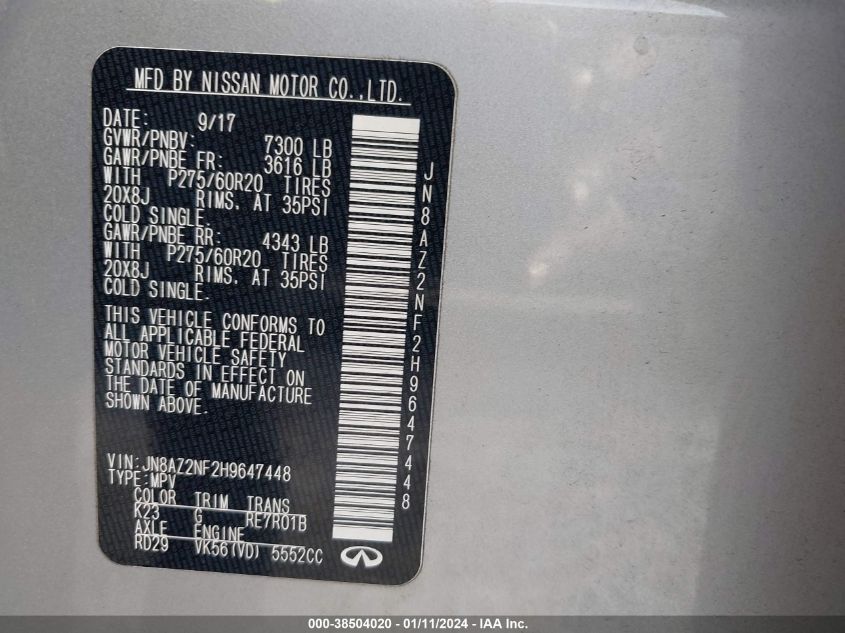 MFD BY NISSAN MOTOR CO.,LTD.
DATE: 9/17
GVWR/PNBV: 7300 LB
GAWR/PNBE FR: 3616 LB
WITH P275/60R20 TIRES
20X8J RIMS. AT 35PSI
COLD SINGLE.
GAWR/PNBE RR: 4343 LB
WITH P275/60R20 TIRES
20X8J RIMS. AT 35PSI
COLD SINGLE.
THIS VEHICLE CONFORMS TO
ALL APPLICABLE FEDERAL
MOTOR VEHICLE SAFETY
STANDARDS IN EFFECT ON
THE DATE OF MANUFACTURE
SHOWN ABOVE.
VIN: JN8AZ2NF2H9647448
TYPE: MPV
COLOR TRIM TRANS
K23 G RE7R01B
AXLE ENGINE
RD29 VK56(VD) 5552CC
JN8AZ2NF2H9647448
000-38504020 - 01/11/2024 - IAA Inc.